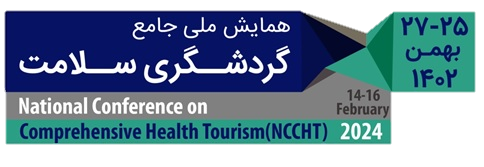 همایش ملی جامع
گردشگری سلامت
۲۷-۲۵
بهمن
۱۴۰۲
National Conference on
Comprehensive Health Tourism(NCCHT)
14-16
February
2024